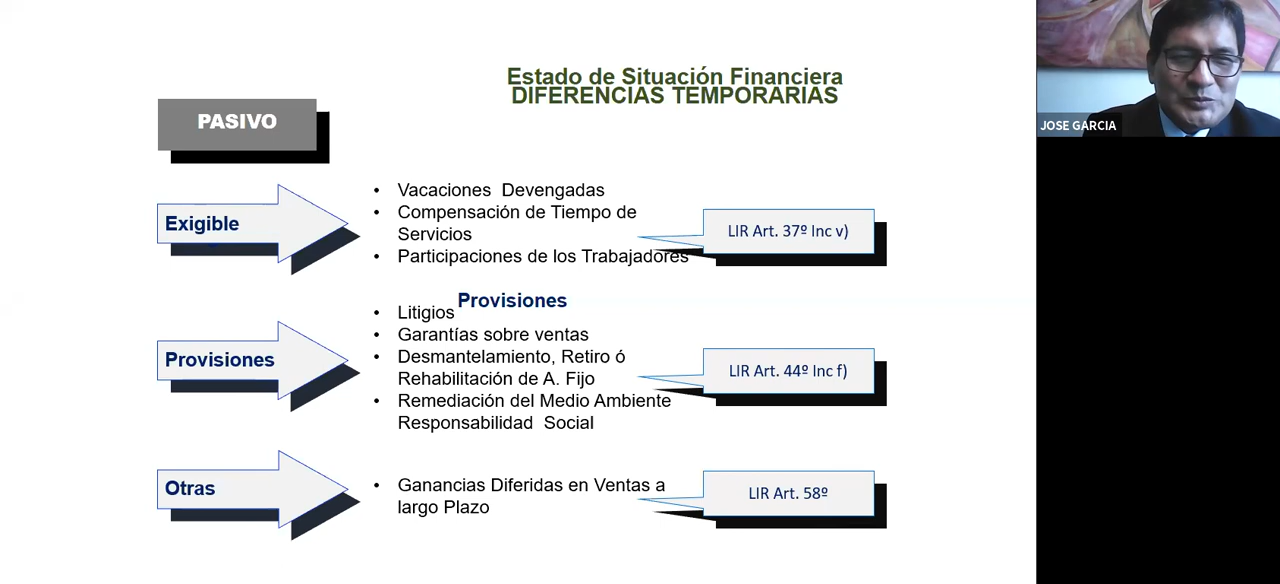 Estado de Situación Financiera
DIFERENCIAS TEMPORARIAS
PASIVO
Exigible
• Vacaciones Devengadas
• Compensación de Tiempo de
Servicios
• Participaciones de los Trabajadores
LIR Art. 37º Inc v)
Provisiones
Provisiones
• Litigios
• Garantías sobre ventas
• Desmantelamiento, Retiro ó
Rehabilitación de A. Fijo
• Remediación del Medio Ambiente
Responsabilidad Social
LIR Art. 44º Inc f)
Otras
• Ganancias Diferidas en Ventas a
largo Plazo
LIR Art. 58º
JOSE GARCIA